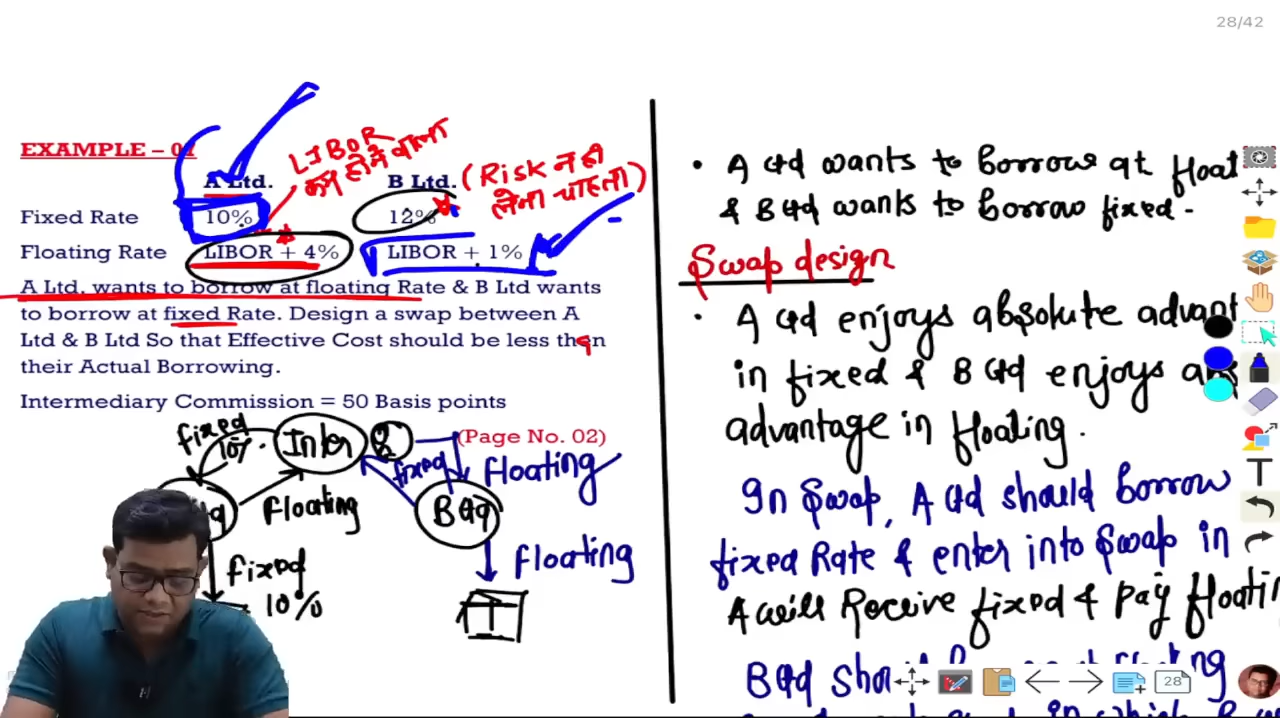 28/42
EXAMPLE – 01
A Ltd. B Ltd.
Fixed Rate 10% 12%
Floating Rate LIBOR + 4% LIBOR + 1%
LIBOR
कम होने वाला
(Risk नहीं
लेना चाहता)
A Ltd. wants to borrow at floating Rate & B Ltd wants
to borrow at fixed Rate. Design a swap between A
Ltd & B Ltd So that Effective Cost should be less than
their Actual Borrowing.
Intermediary Commission = 50 Basis points
(Page No. 02)
fixed
10%.
Inter
fixed
floating
floating
B Ltd
fixed
10%
floating
• A Ltd wants to borrow at float
& B Ltd wants to borrow fixed.
Swap design
• A Ltd enjoys absolute advant
in fixed & B Ltd enjoys abs
advantage in floating.
In Swap, A Ltd should borrow
fixed Rate & enter into Swap in
A will Receive fixed & pay floatin
B Ltd sho
28